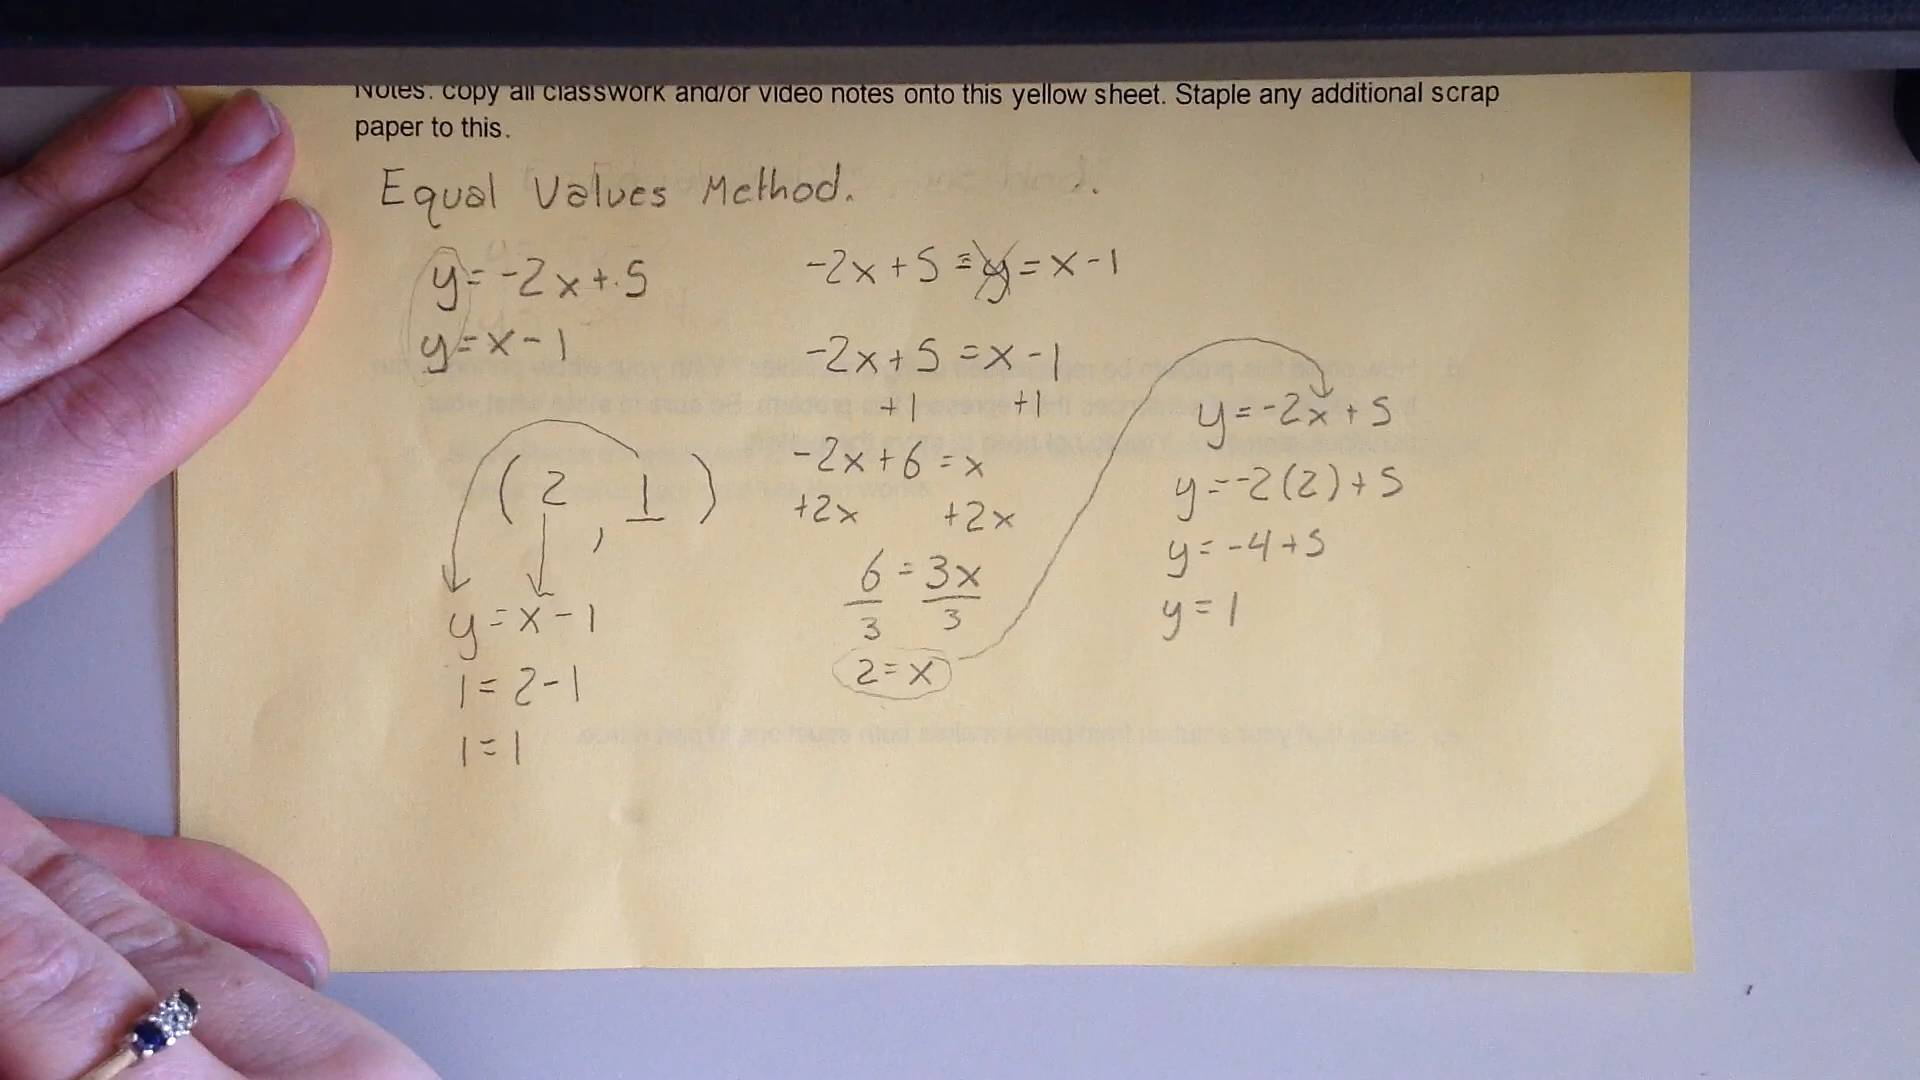 Notes: copy all classwork and/or video notes onto this yellow sheet. Staple any additional scrap
paper to this.
Equal Values Method.
y=-2x+5
y=x-1
(2, 1)
y=x-1
1=2-1
1=1
-2x+5=y=x-1
-2x+5=x-1
+1 +1
-2x+6=x
+2x +2x
6=3x
3 3
2=x
y=-2x+5
y=-2(2)+5
y=-4+5
y=1